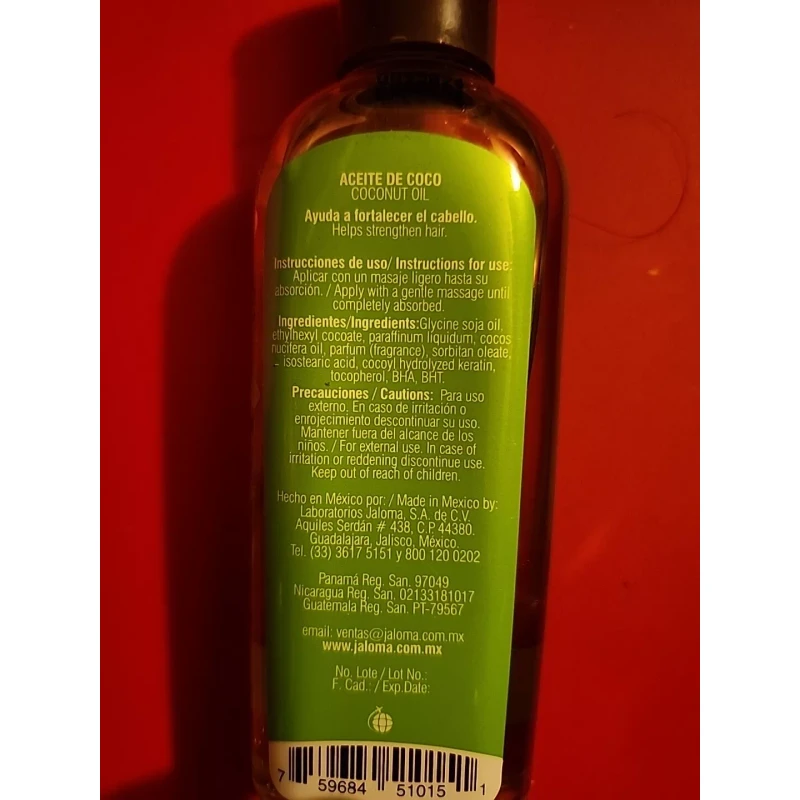 ACEITE DE COCO
COCONUT OIL
Ayuda a fortalecer el cabello.
Helps strengthen hair.
Instrucciones de uso/ Instructions for use:
Aplicar con un masaje ligero hasta su
absorción. / Apply with a gentle massage until
completely absorbed.
Ingredientes/Ingredients:Glycine soja oil,
ethylhexyl cocoate, paraffinum liquidum, cocos
nucifera oil, parfum (fragrance), sorbitan oleate,
isostearic acid, cocoyl hydrolyzed keratin,
tocopherol, BHA, BHT.
Precauciones / Cautions: Para uso
externo. En caso de irritación o
enrojecimiento descontinuar su uso.
Mantener fuera del alcance de los
niños. / For external use. In case of
irritation or reddening discontinue use.
Keep out of reach of children.
Hecho en México por: / Made in Mexico by:
Laboratorios Jaloma, S.A. de C.V.
Aquiles Serdán # 438, C.P 44380.
Guadalajara, Jalisco, México.
Tel. (33) 3617 5151 y 800 120 0202
Panamá Reg. San. 97049
Nicaragua Reg. San. 02133181017
Guatemala Reg. San. PT-79567
email: ventas@jaloma.com.mx
www.jaloma.com.mx
No. Lote / Lot No.:
F. Cad.: / Exp.Date:
7 59684 51015 1